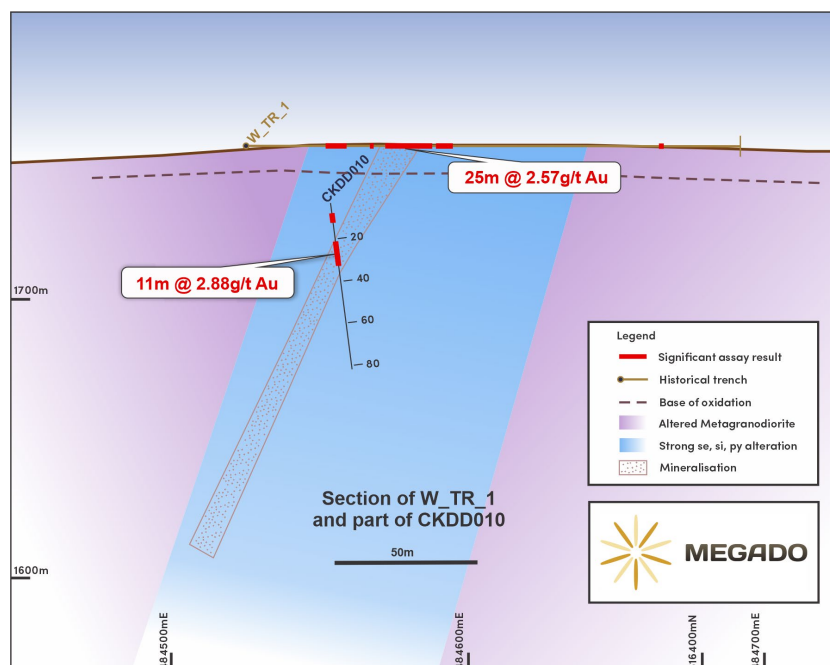 W_TR_1
CKDD010
25m @ 2.57g/t Au
20
11m @ 2.88g/t Au
40
1700m
60
80
Legend
Significant assay result
Historical trench
Base of oxidation
Altered Metagranodiorite
Strong se, si, py alteration
Mineralisation
Section of W_TR_1
and part of CKDD010
50m
MEGADO
1600m
84500mE
84600mE
16400mN
84700mE